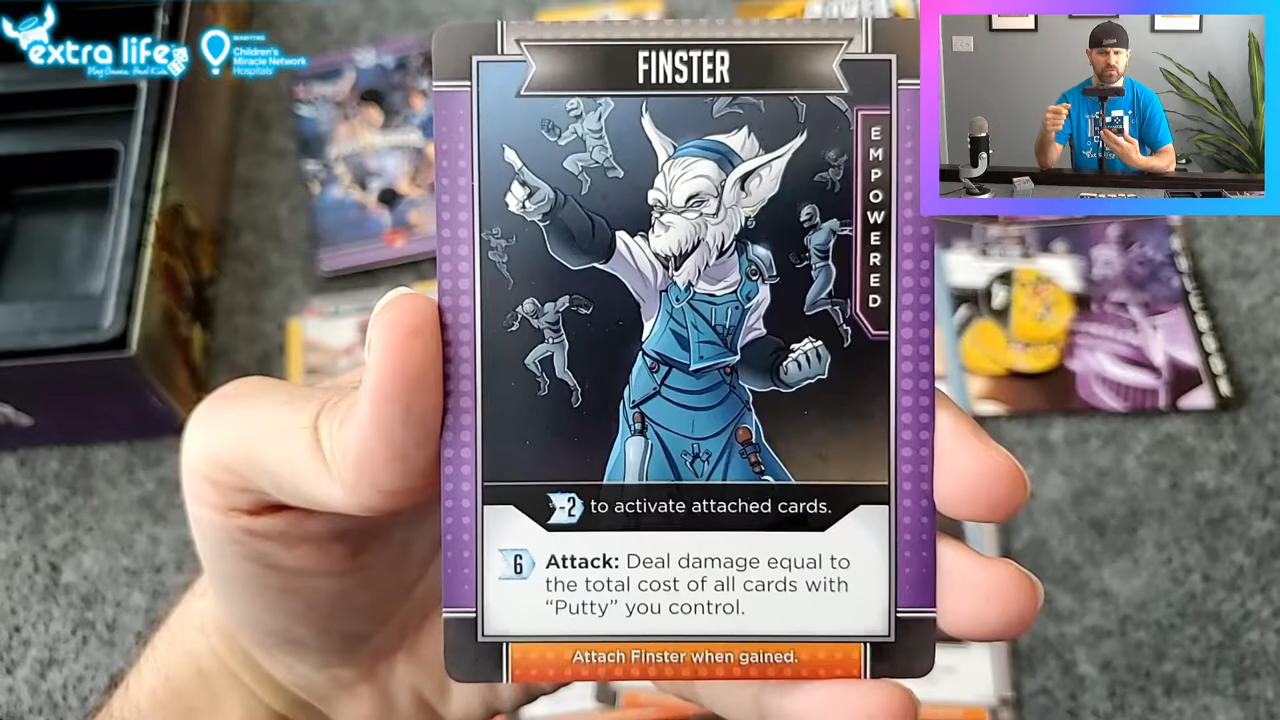 extra life
Play Games. Heal Kids.
BENEFITING
Children's
Miracle Network
Hospitals
FINSTER
EMPOWERED
-2 to activate attached cards.
6 Attack: Deal damage equal to
the total cost of all cards with
"Putty" you control.
Attach Finster when gained.